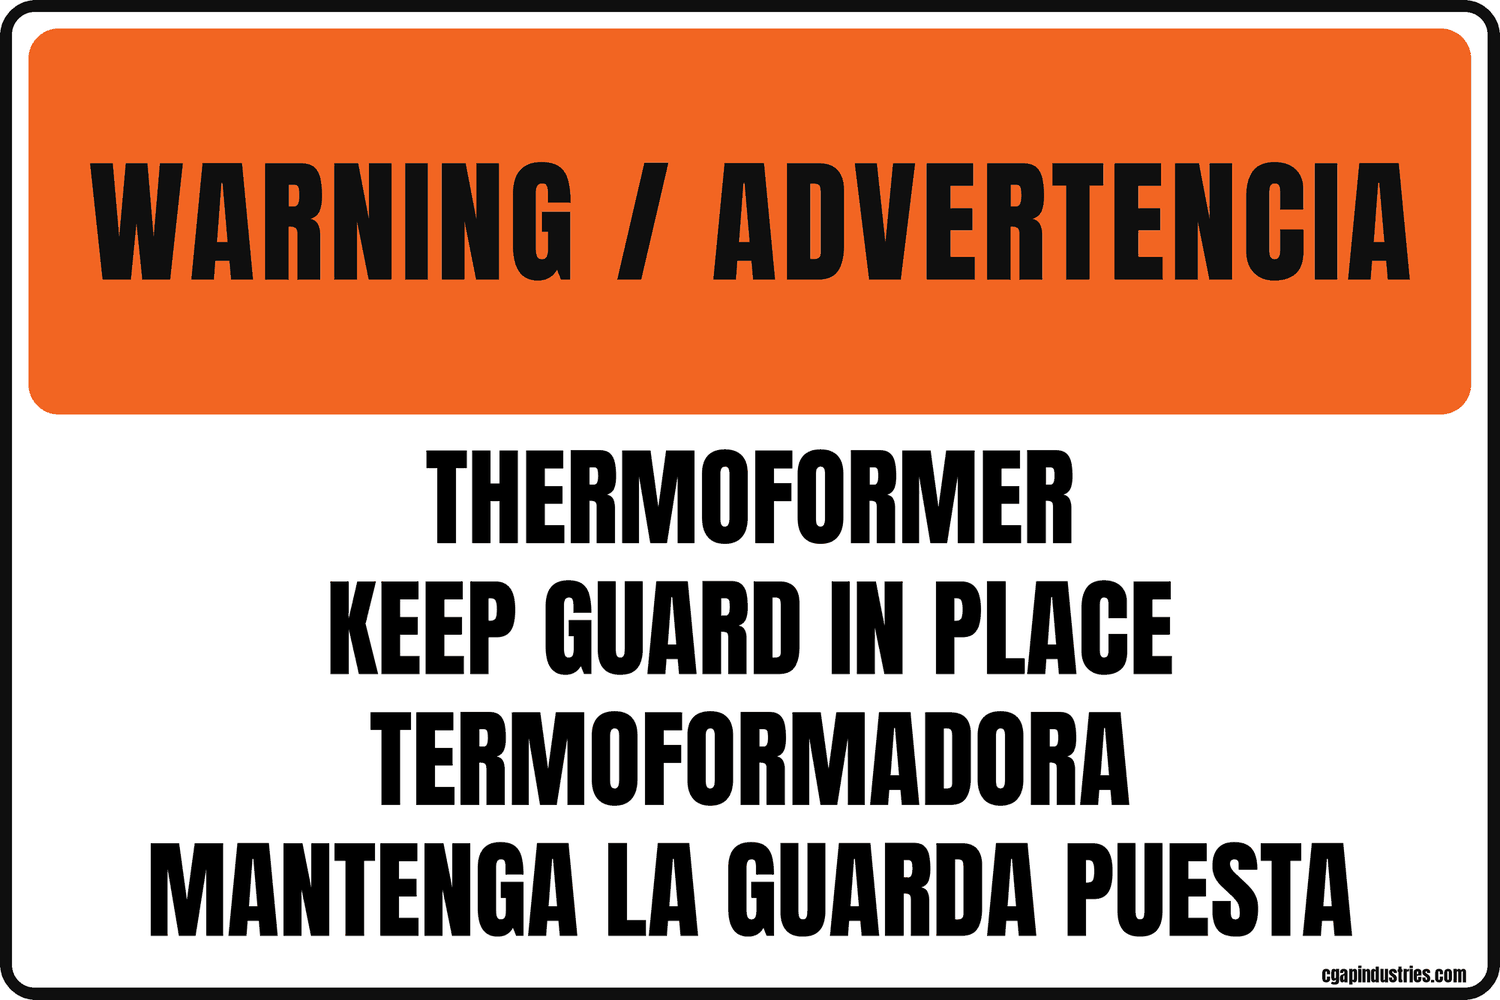 WARNING / ADVERTENCIA
THERMOFORMER
KEEP GUARD IN PLACE
TERMOFORMADORA
MANTENGA LA GUARDA PUESTA
cgapindustries.com